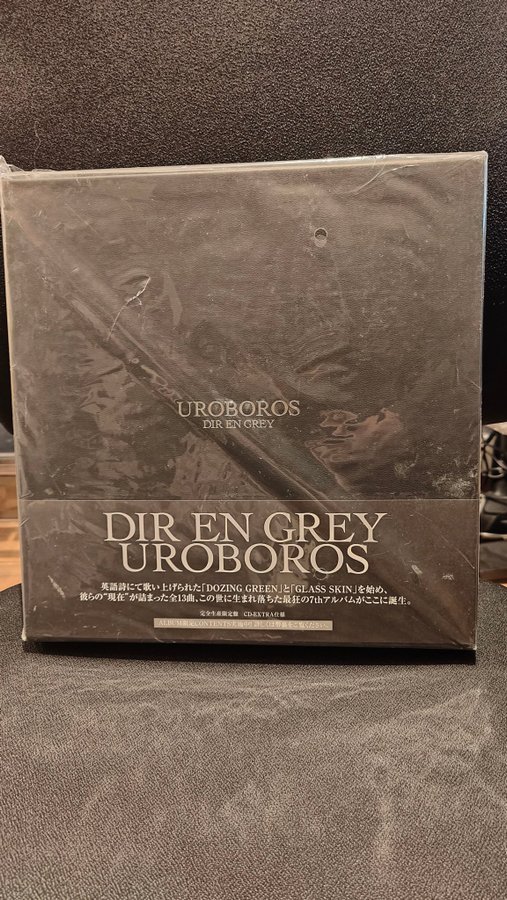 UROBOROS
DIR EN GREY
DIR EN GREY
UROBOROS
英語詩にて歌い上げられた「DOZING GREEN」と「GLASS SKIN」を始め、
彼らの"現在"が詰まった全13曲、この世に生まれ落ちた最狂の7thアルバムがここに誕生。
完全生産限定盤 CD-EXTRA仕様